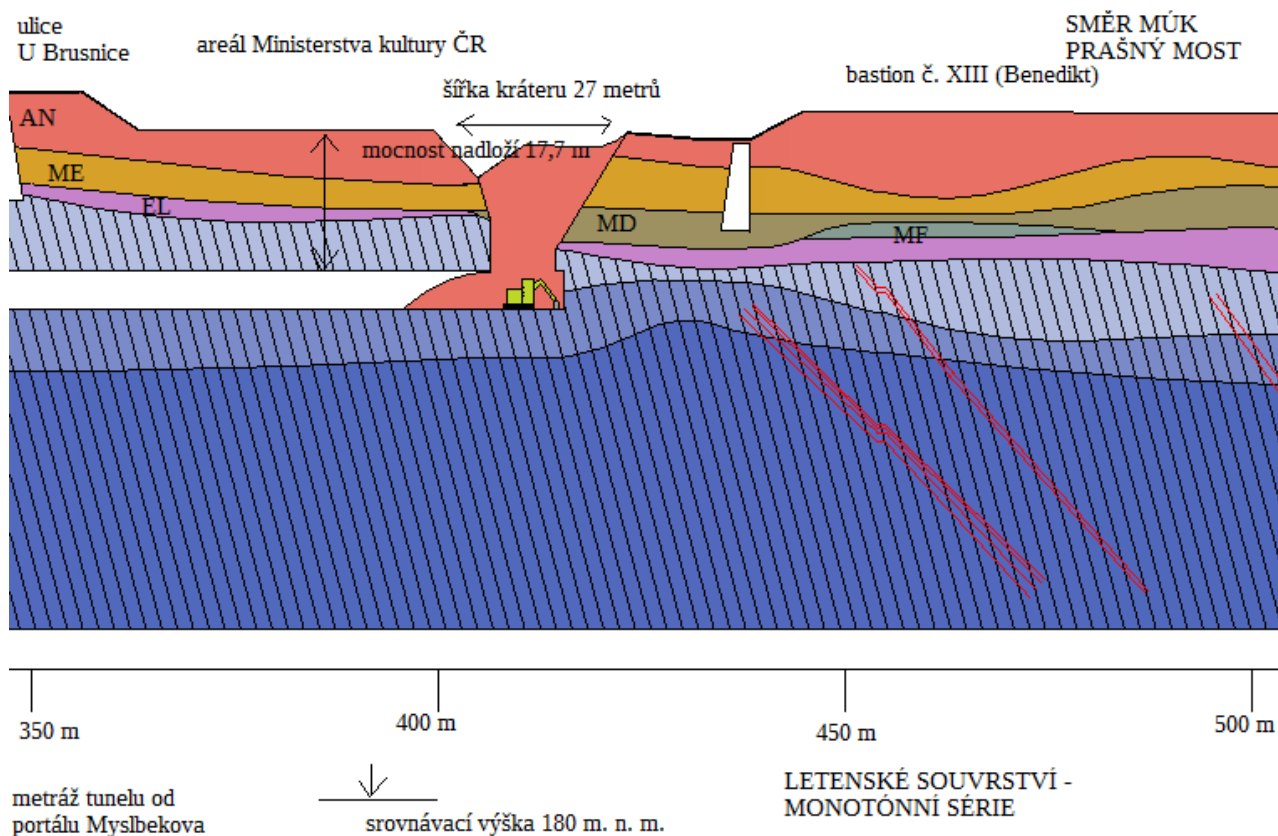 ulice
U Brusnice
areál Ministerstva kultury ČR
SMĚR MÚK
PRAŠNÝ MOST
bastion č. XIII (Benedikt)
šířka kráteru 27 metrů
AN
mocnost nadloží 17,7 m
ME
EL
MD
MF
350 m
400 m
450 m
500 m
metráž tunelu od
portálu Myslbekova
srovnávací výška 180 m. n. m.
LETENSKÉ SOUVRSTVÍ -
MONOTÓNNÍ SÉRIE